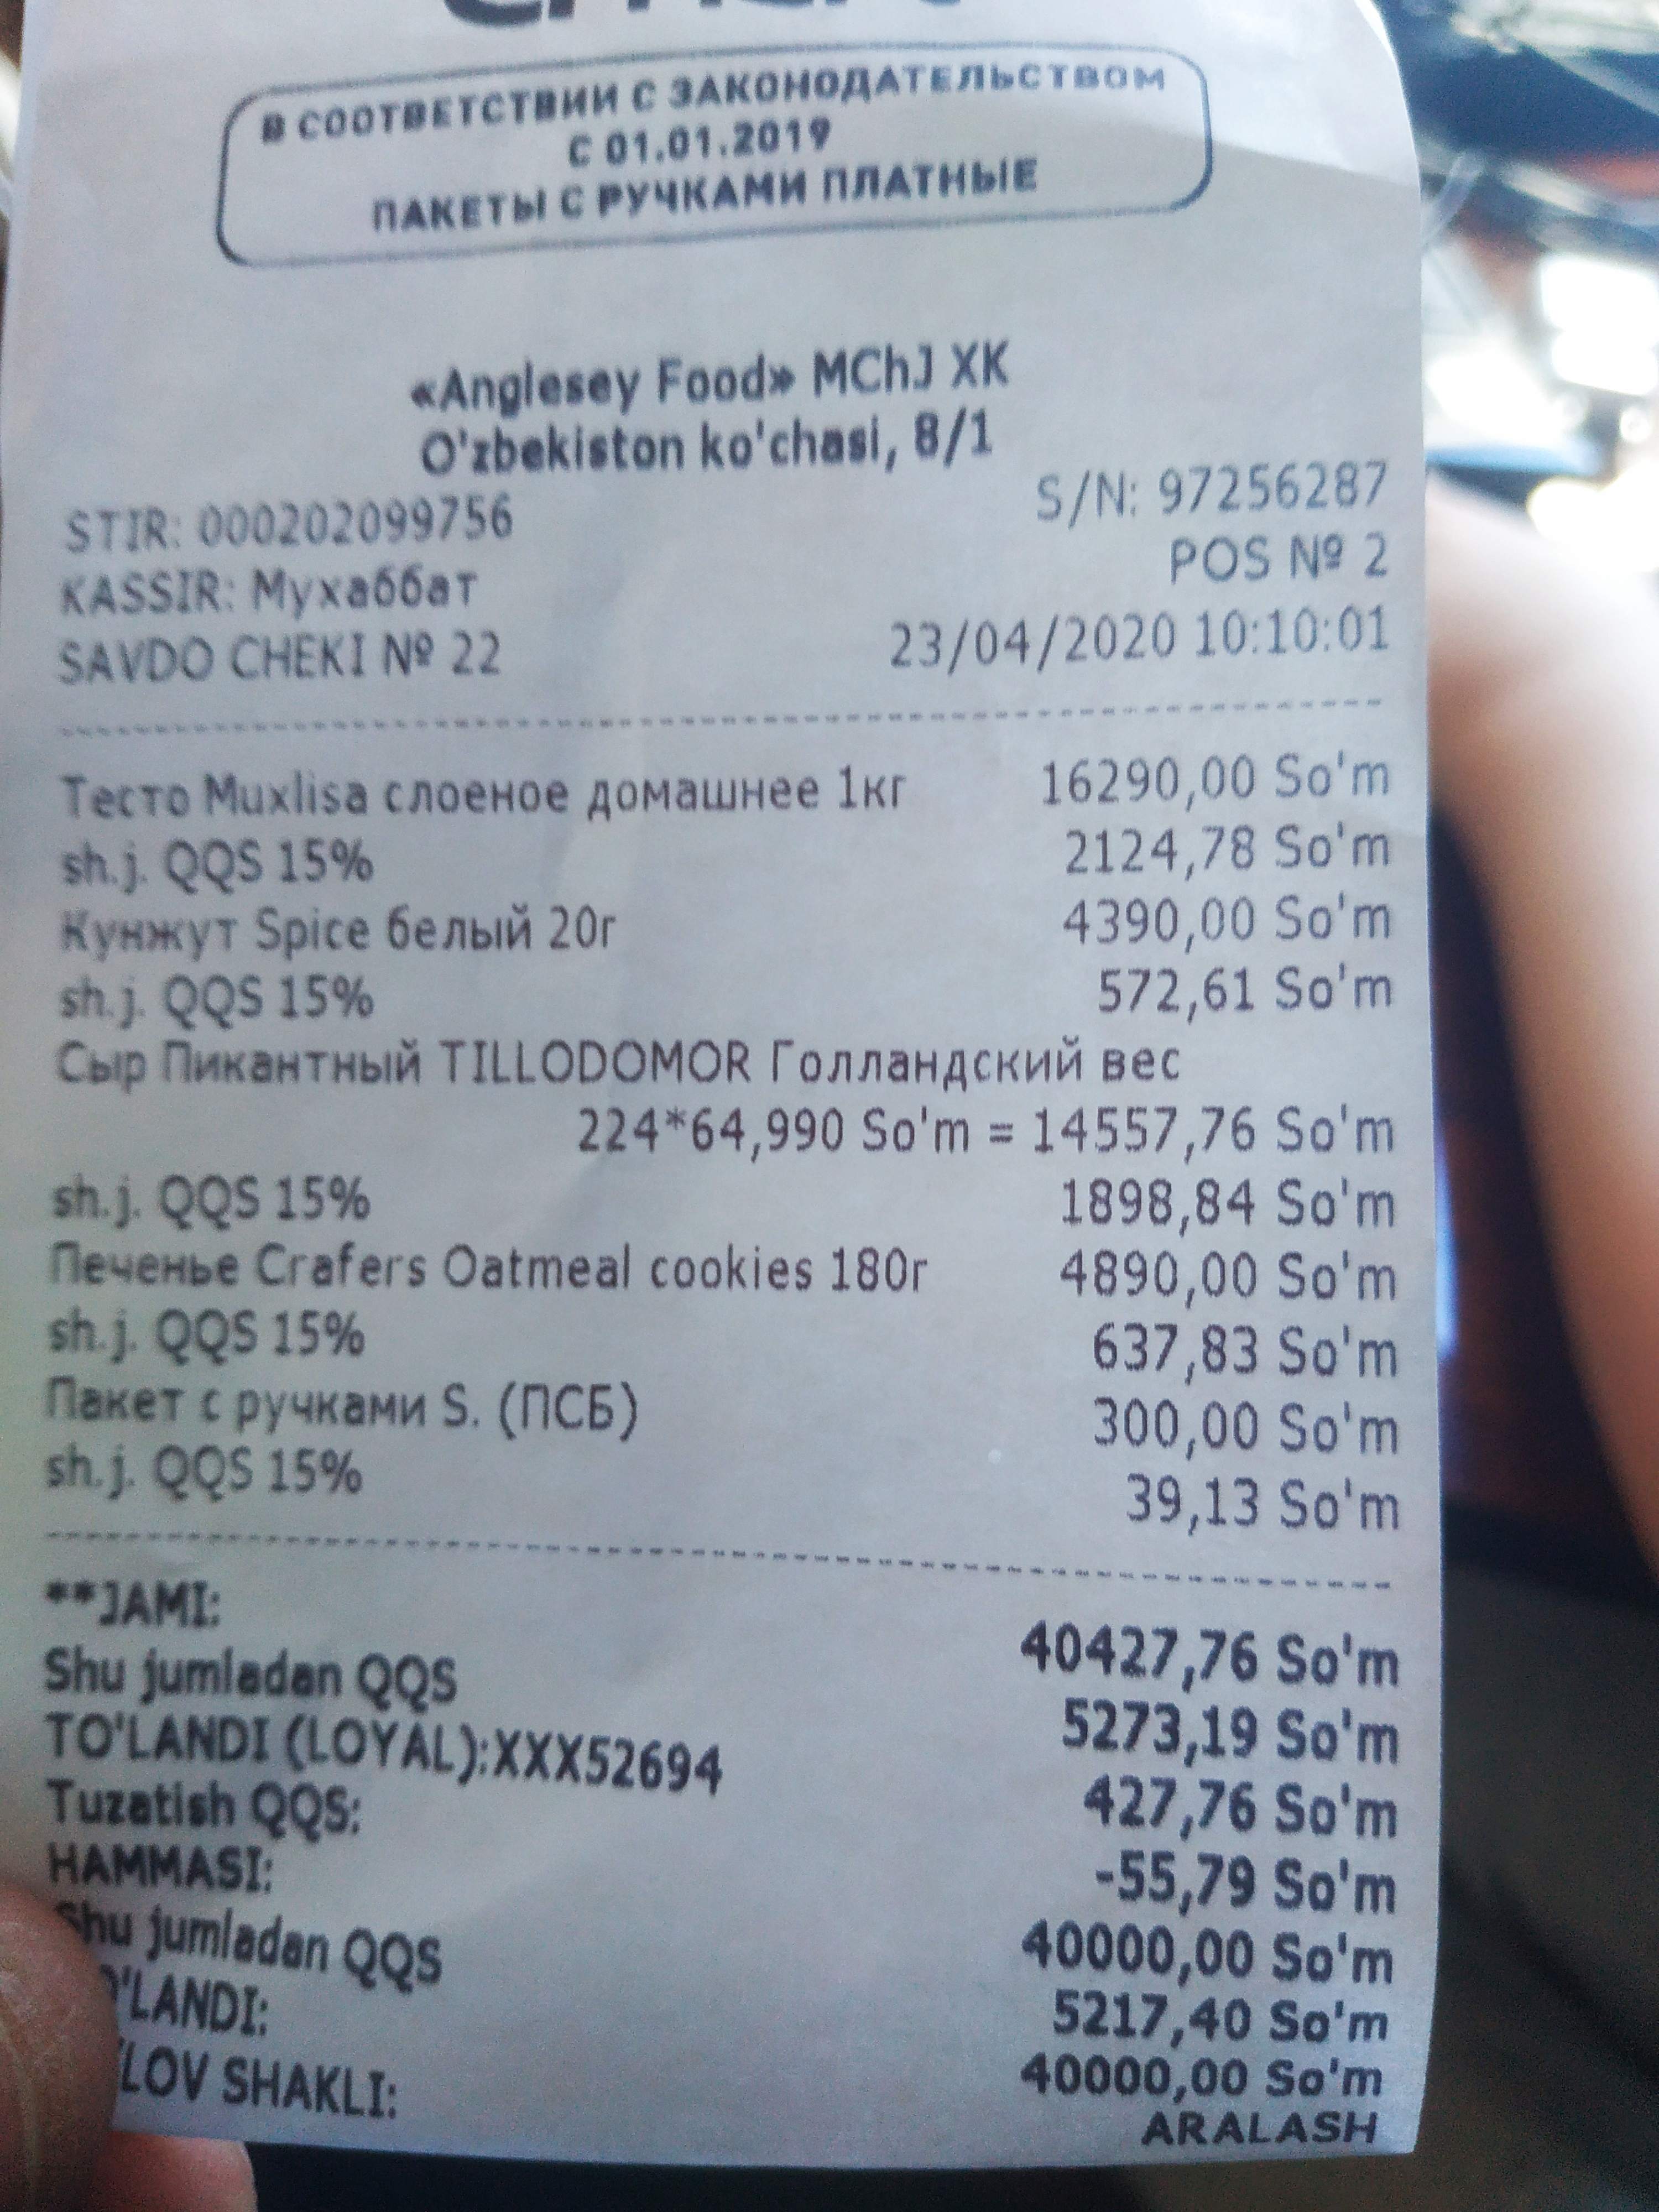 В СООТВЕТСТВИИ С ЗАКОНОДАТЕЛЬСТВОМ
С 01.01.2019
ПАКЕТЫ С РУЧКАМИ ПЛАТНЫЕ
«Anglesey Food» MChJ XK
O'zbekiston ko'chasi, 8/1
STIR: 000202099756 S/N: 97256287
KASSIR: Мухаббат POS № 2
SAVDO CHEKI № 22 23/04/2020 10:10:01
Тесто Muxlisa слоеное домашнее 1кг 16290,00 So'm
sh.j. QQS 15% 2124,78 So'm
Кунжут Spice белый 20г 4390,00 So'm
sh.j. QQS 15% 572,61 So'm
Сыр Пикантный TILLODOMOR Голландский вес
224*64,990 So'm = 14557,76 So'm
sh.j. QQS 15% 1898,84 So'm
Печенье Crafers Oatmeal cookies 180г 4890,00 So'm
sh.j. QQS 15% 637,83 So'm
Пакет с ручками S. (ПСБ) 300,00 So'm
sh.j. QQS 15% 39,13 So'm
**JAMI: 40427,76 So'm
Shu jumladan QQS 5273,19 So'm
TO'LANDI (LOYAL):XXX52694 427,76 So'm
Tuzatish QQS: -55,79 So'm
HAMMASI: 40000,00 So'm
Shu jumladan QQS 5217,40 So'm
'LANDI: 40000,00 So'm
'LOV SHAKLI: ARALASH